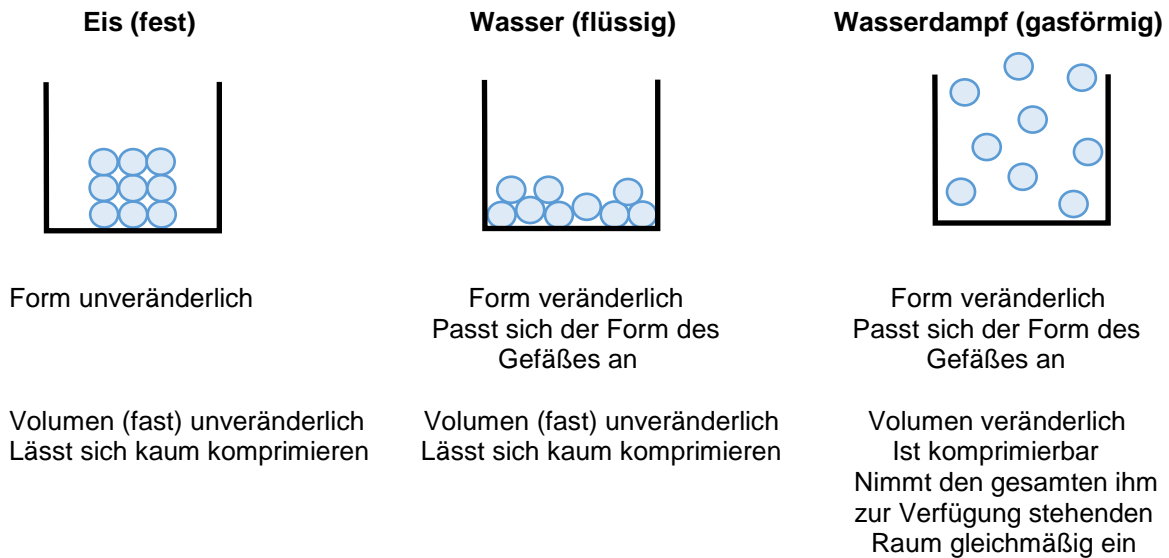 Eis (fest)
Wasser (flüssig)
Wasserdampf (gasförmig)
Form unveränderlich
Form veränderlich
Passt sich der Form des
Gefäßes an
Form veränderlich
Passt sich der Form des
Gefäßes an
Volumen (fast) unveränderlich
Lässt sich kaum komprimieren
Volumen (fast) unveränderlich
Lässt sich kaum komprimieren
Volumen veränderlich
Ist komprimierbar
Nimmt den gesamten ihm
zur Verfügung stehenden
Raum gleichmäßig ein